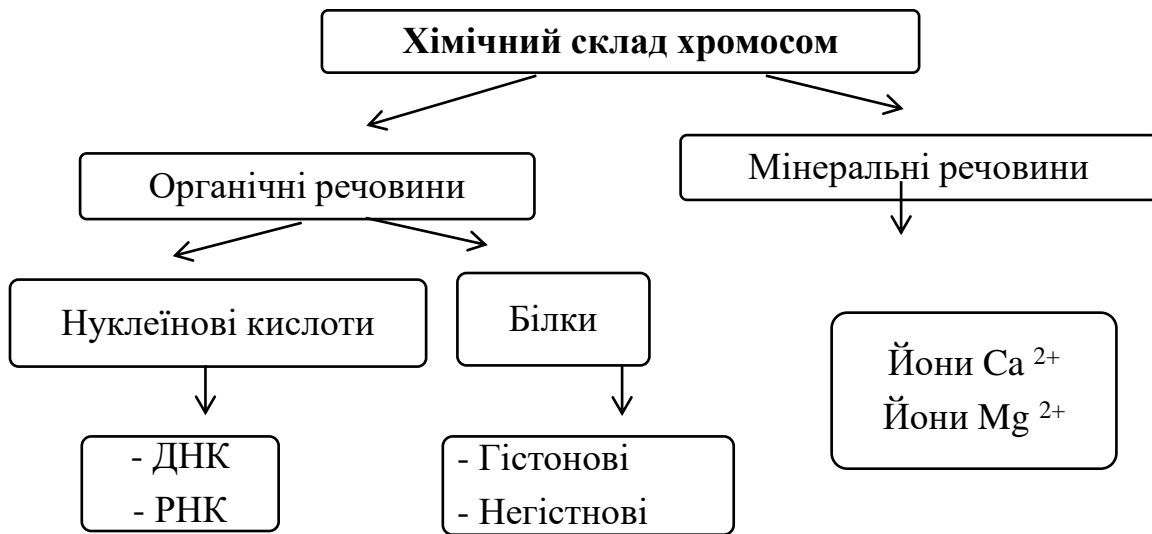 Хімічний склад хромосом
Органічні речовини
Мінеральні речовини
Нуклеїнові кислоти
Білки
Йони Ca ²⁺
Йони Mg ²⁺
- ДНК
- РНК
- Гістонові
- Негістнові